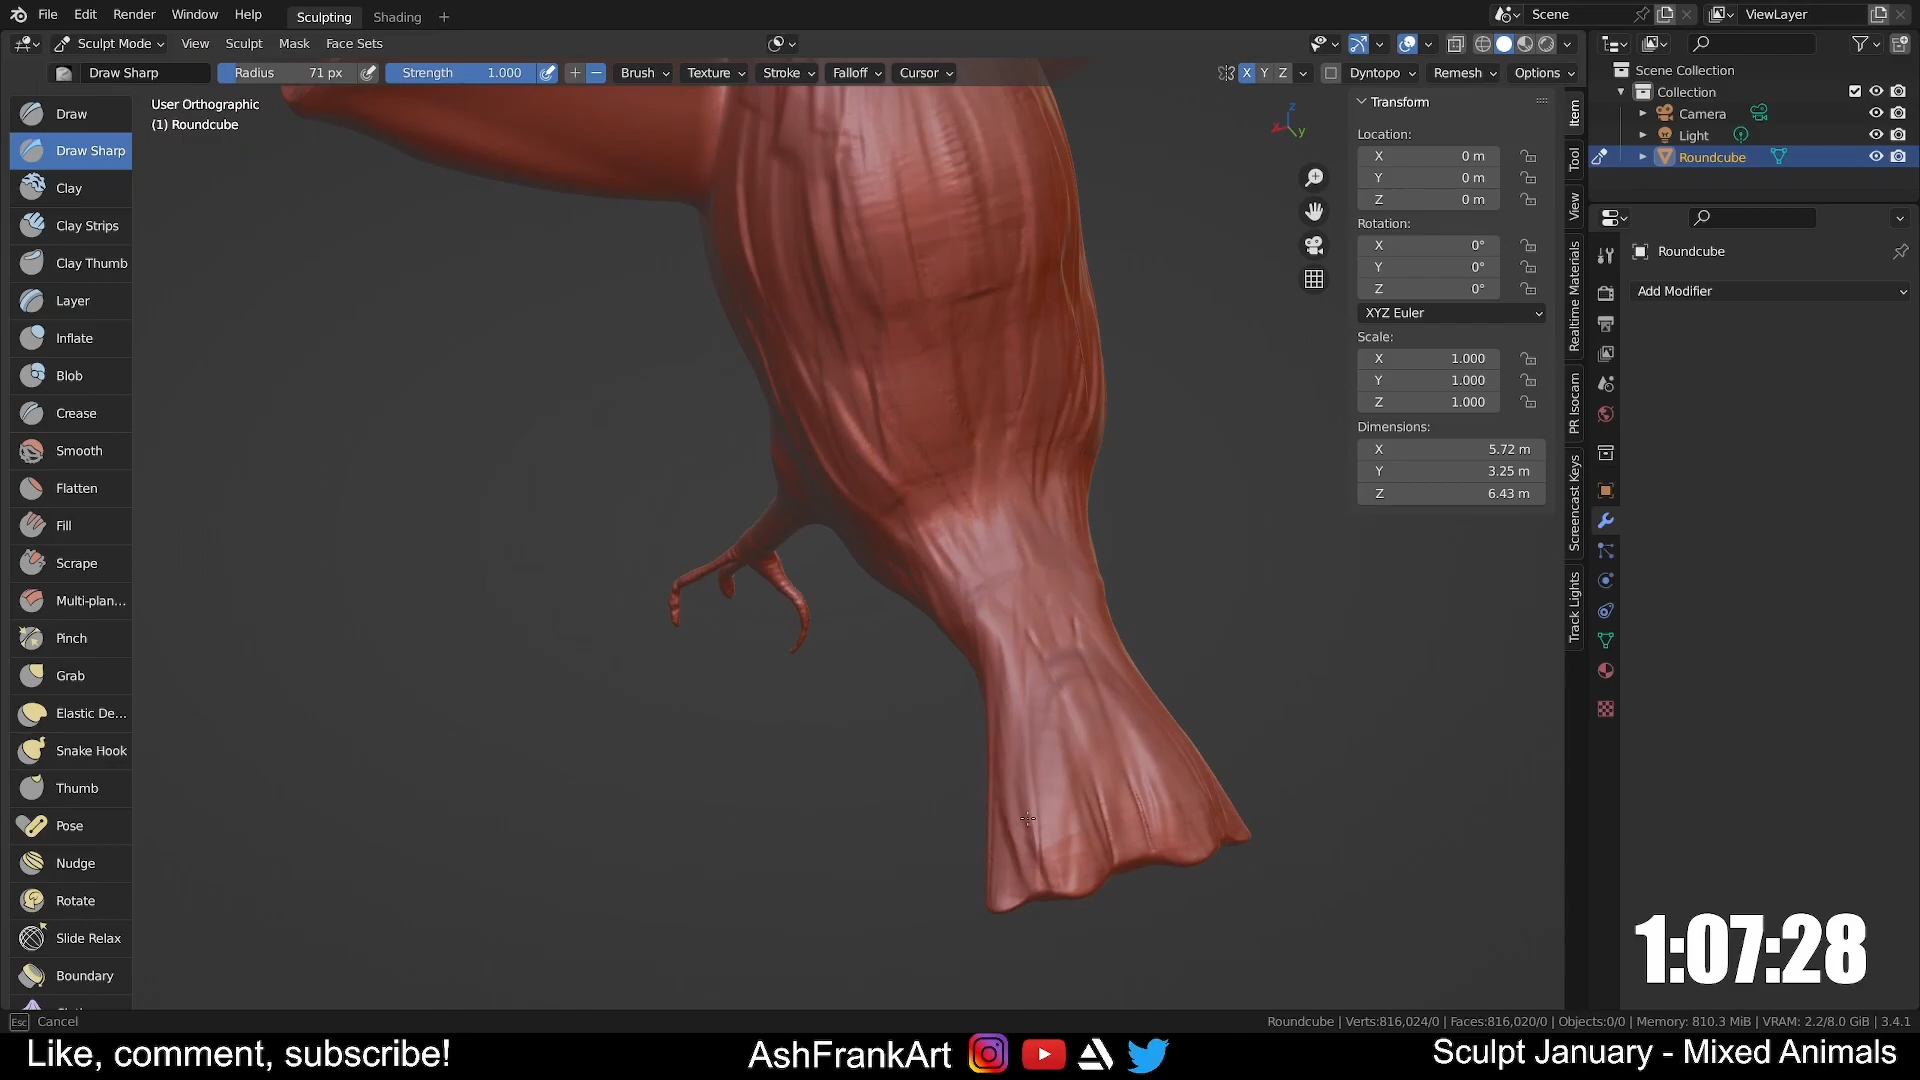 File Edit Render Window Help Sculpting Shading + Scene ViewLayer
Sculpt Mode View Sculpt Mask Face Sets
Draw Sharp Radius 71 px Strength 1.000 Brush Texture Stroke Falloff Cursor X Y Z Dyntopo Remesh Options
Draw
Draw Sharp
Clay
Clay Strips
Clay Thumb
Layer
Inflate
Blob
Crease
Smooth
Flatten
Fill
Scrape
Multi-plan...
Pinch
Grab
Elastic De...
Snake Hook
Thumb
Pose
Nudge
Rotate
Slide Relax
Boundary
User Orthographic
(1) Roundcube
Z
X
Y
Transform
Location:
X 0 m
Y 0 m
Z 0 m
Rotation:
X 0°
Y 0°
Z 0°
XYZ Euler
Scale:
X 1.000
Y 1.000
Z 1.000
Dimensions:
X 5.72 m
Y 3.25 m
Z 6.43 m
Item
Tool
View
Realtime Materials
PR Isocam
Screencast Keys
Track Lights
Scene Collection
Collection
Camera
Light
Roundcube
Roundcube
Add Modifier
1:07:28
Esc Cancel
Roundcube | Verts:816,024/0 | Faces:816,020/0 | Objects:0/0 | Memory: 810.3 MiB | VRAM: 2.2/8.0 GiB | 3.4.1
Like, comment, subscribe!
AshFrankArt
Sculpt January - Mixed Animals